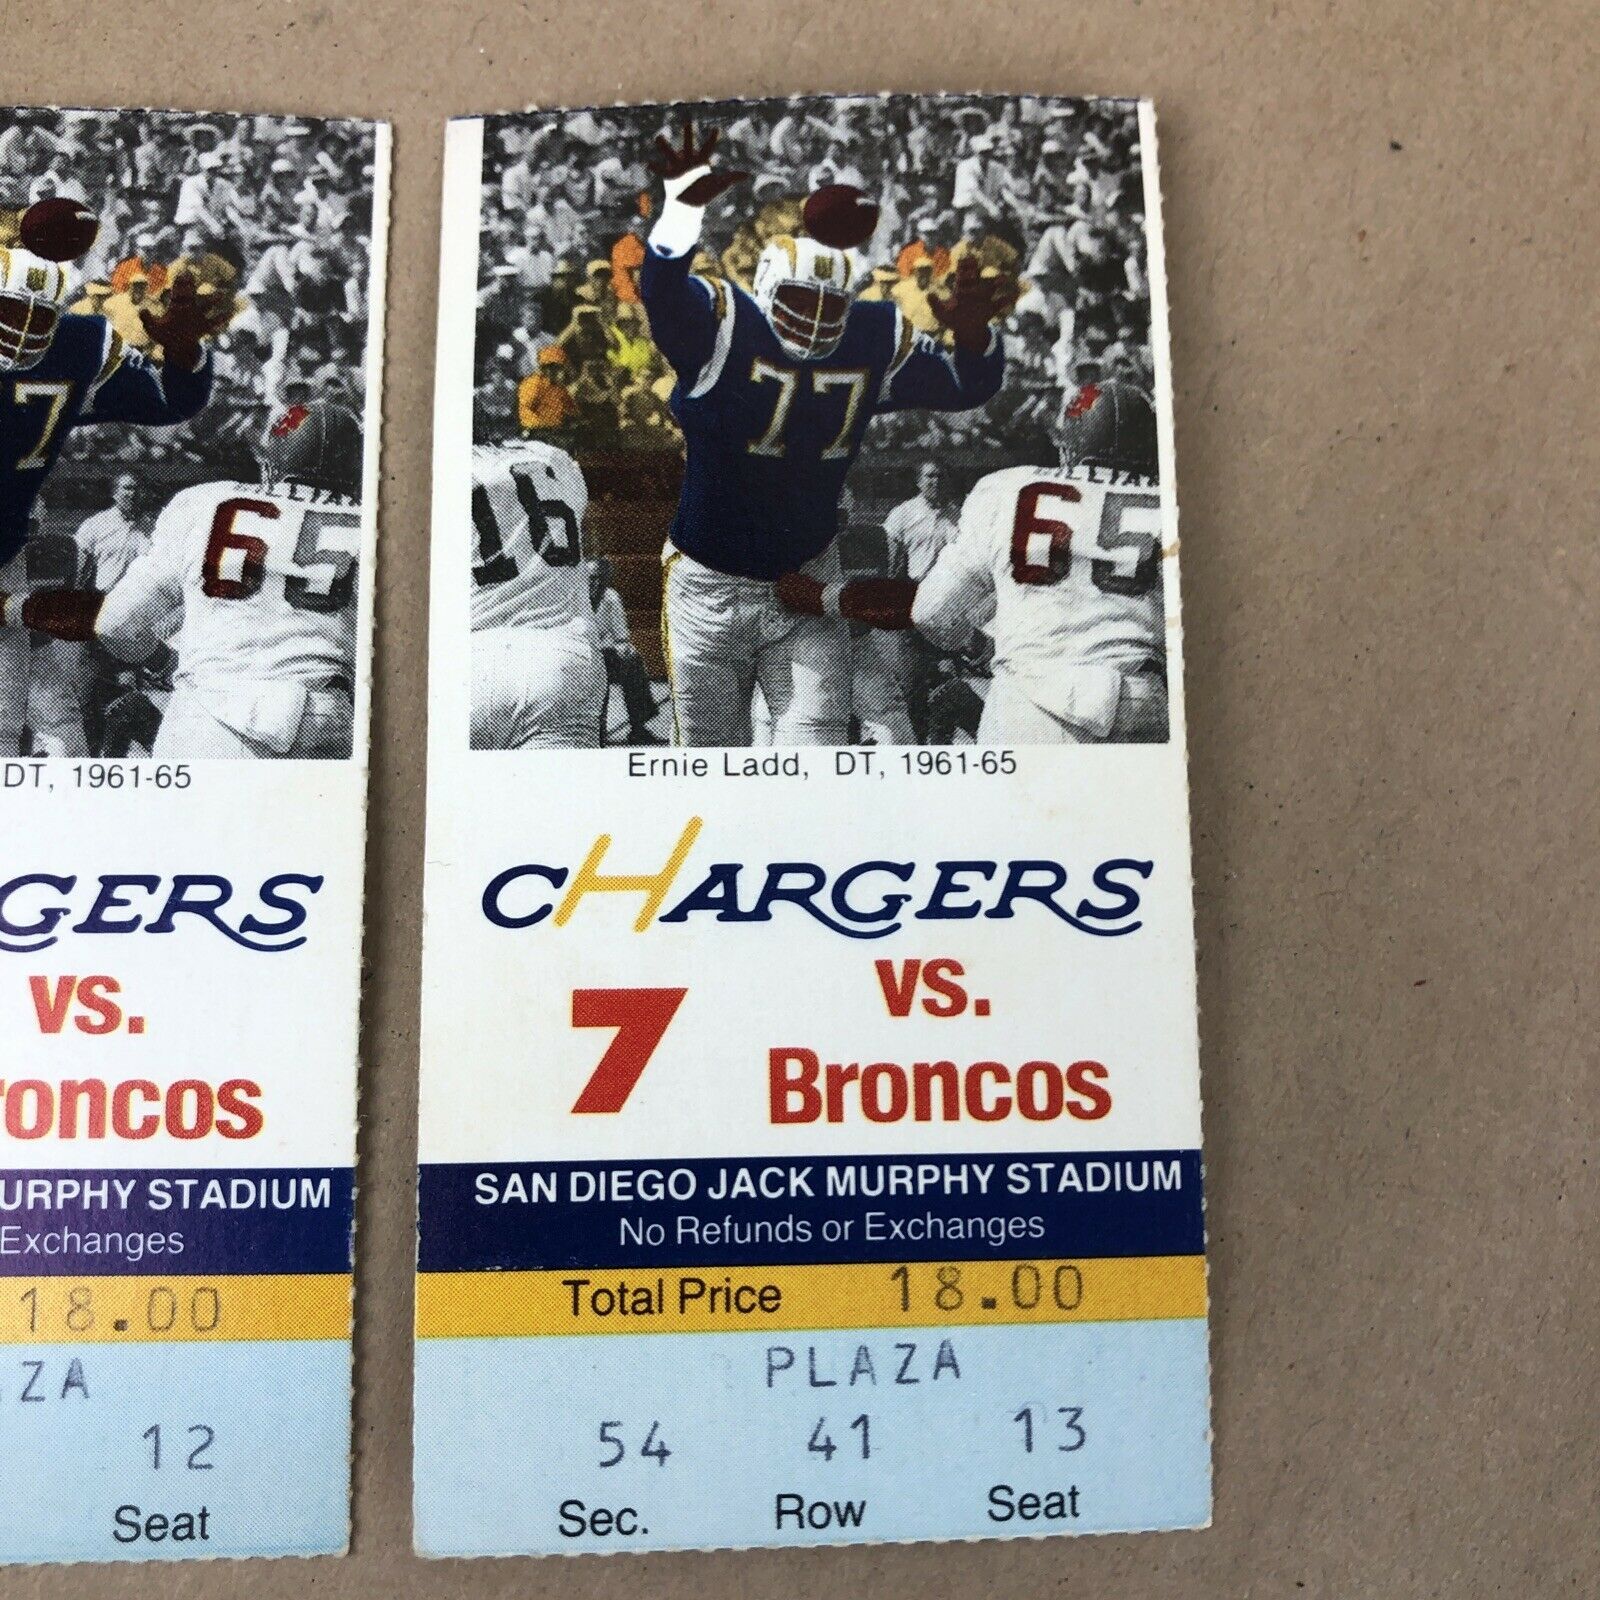 7
65
DT, 1961-65
GERS
vs.
roncos
URPHY STADIUM
Exchanges
18.00
ZA
12
Seat
77
16
65
Ernie Ladd, DT, 1961-65
CHARGERS
7 vs.
Broncos
SAN DIEGO JACK MURPHY STADIUM
No Refunds or Exchanges
Total Price 18.00
PLAZA
54 41 13
Sec. Row Seat